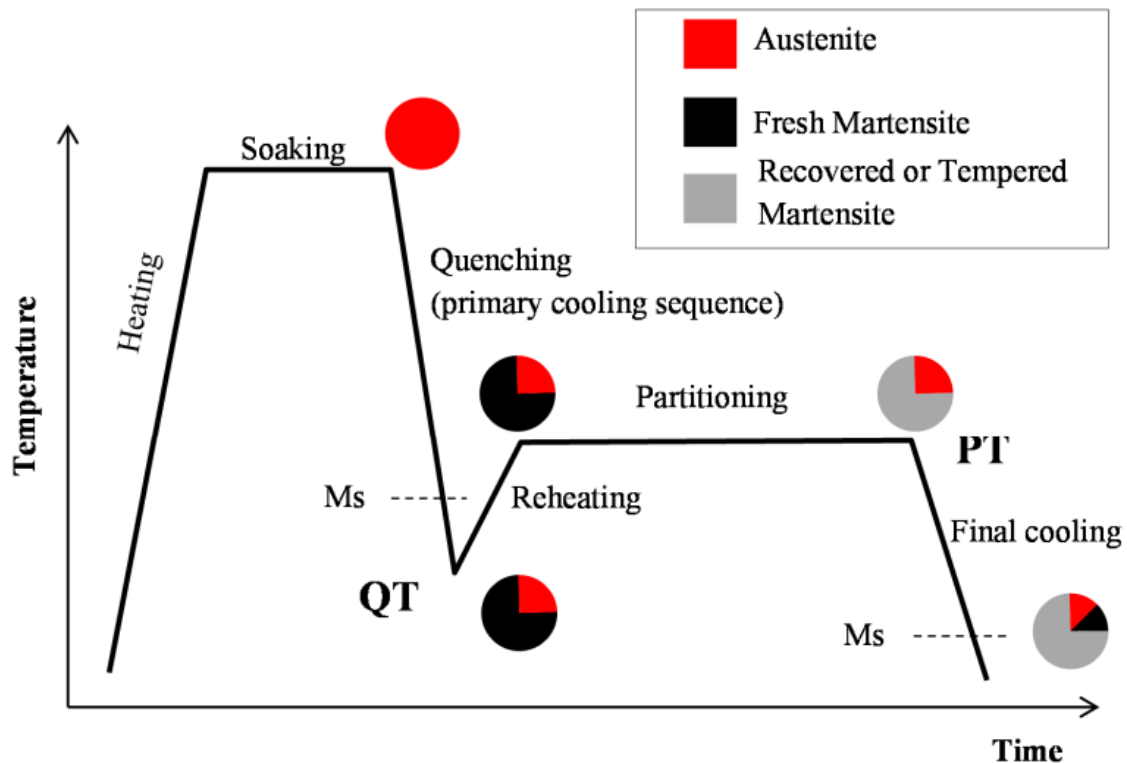 Austenite
Fresh Martensite
Recovered or Tempered
Martensite
Soaking
Heating
Quenching
(primary cooling sequence)
Temperature
Partitioning
PT
Ms
Reheating
Final cooling
QT
Ms
Time